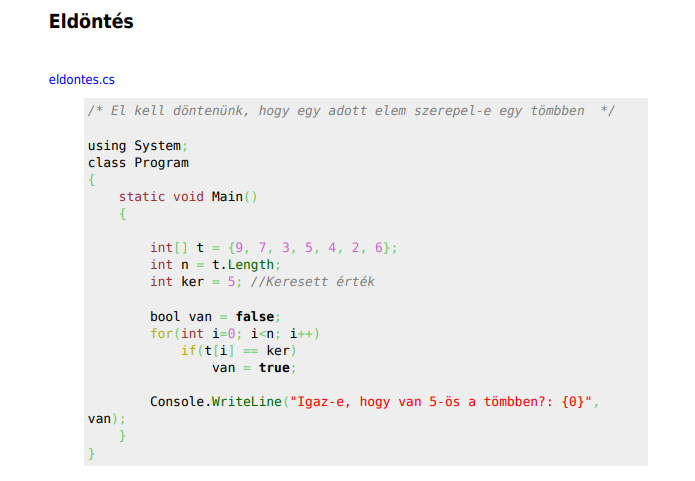 Eldöntés
eldontes.cs
/* El kell döntenünk, hogy egy adott elem szerepel-e egy tömbben  */
using System;
class Program
{
    static void Main()
    {
        int[] t = {9, 7, 3, 5, 4, 2, 6};
        int n = t.Length;
        int ker = 5; //Keresett érték
        bool van = false;
        for(int i=0; i<n; i++)
            if(t[i] == ker)
                van = true;
        Console.WriteLine("Igaz-e, hogy van 5-ös a tömbben?: {0}",
van);
    }
}